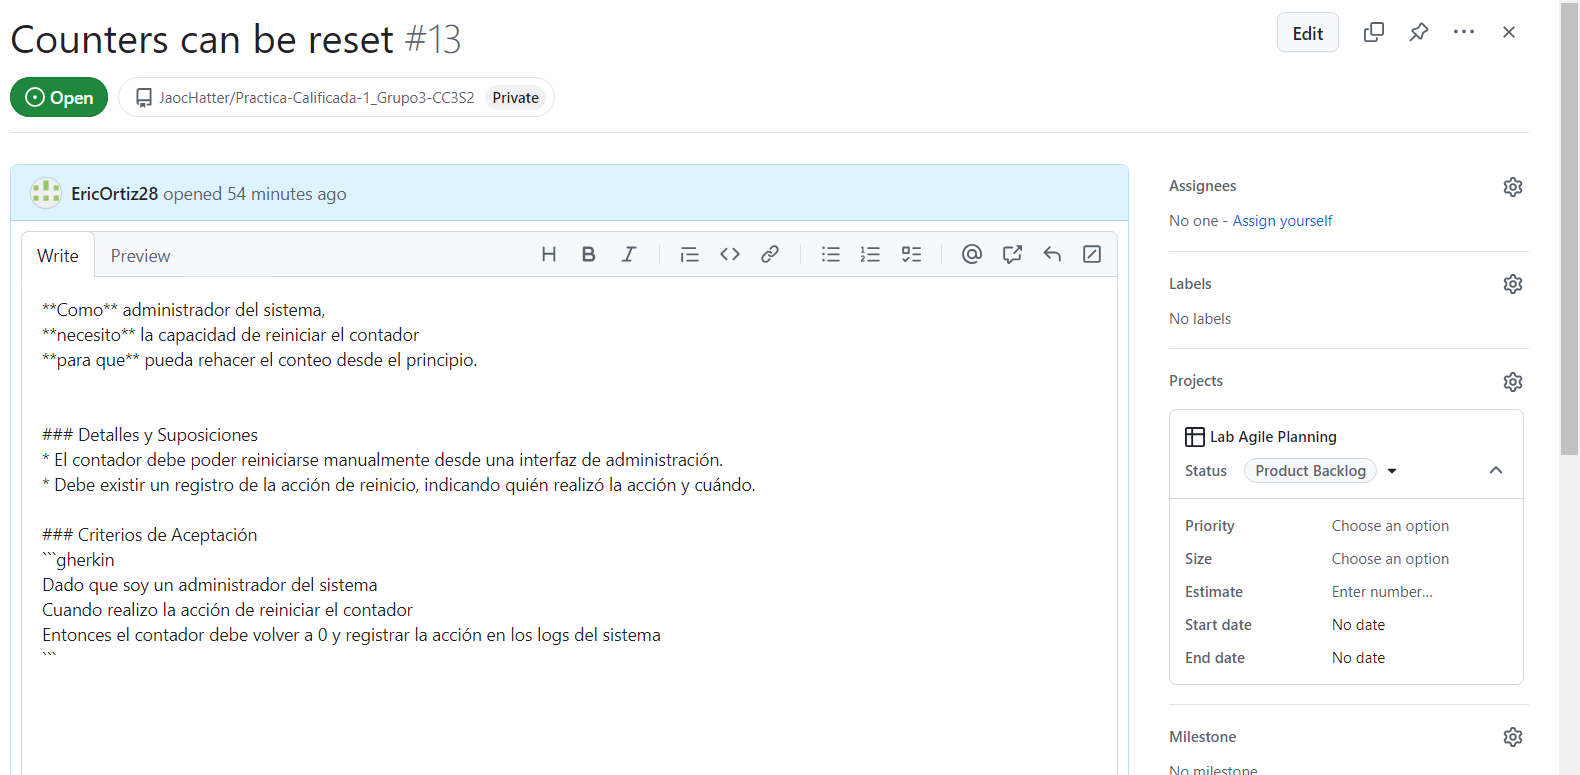 Counters can be reset #13
Edit
Open
JaocHatter/Practica-Calificada-1_Grupo3-CC3S2 Private
EricOrtiz28 opened 54 minutes ago
Write
Preview
**Como** administrador del sistema,
**necesito** la capacidad de reiniciar el contador
**para que** pueda rehacer el conteo desde el principio.
### Detalles y Suposiciones
* El contador debe poder reiniciarse manualmente desde una interfaz de administración.
* Debe existir un registro de la acción de reinicio, indicando quién realizó la acción y cuándo.
### Criterios de Aceptación
```gherkin
Dado que soy un administrador del sistema
Cuando realizo la acción de reiniciar el contador
Entonces el contador debe volver a 0 y registrar la acción en los logs del sistema
```
Assignees
No one - Assign yourself
Labels
No labels
Projects
Lab Agile Planning
Status Product Backlog
Priority Choose an option
Size Choose an option
Estimate Enter number...
Start date No date
End date No date
Milestone
No milestone